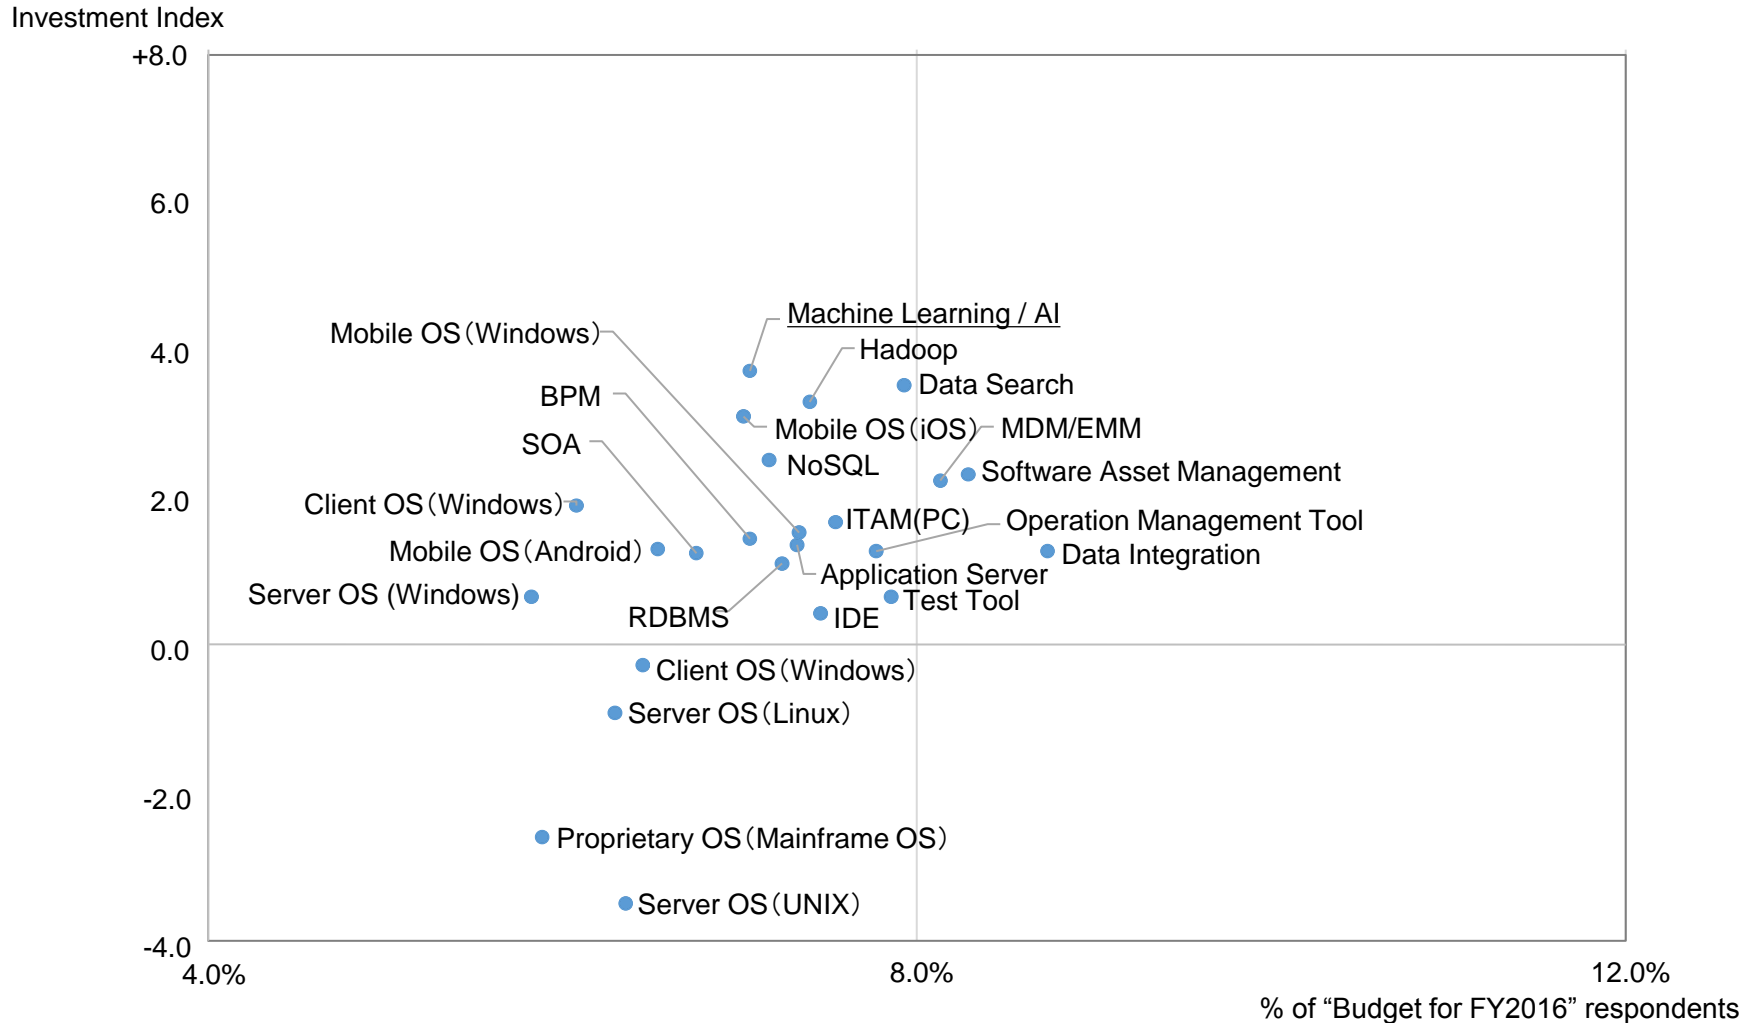 Investment Index
+8.0
6.0
Machine Learning / AI
Mobile OS（Windows）
4.0
Hadoop
Data Search
BPM
Mobile OS（iOS）
MDM/EMM
SOA
NoSQL
Software Asset Management
2.0
Client OS（Windows）
ITAM(PC)
Operation Management Tool
Mobile OS（Android）
Data Integration
Application Server
Server OS (Windows)
Test Tool
RDBMS
IDE
0.0
Client OS（Windows）
Server OS（Linux）
-2.0
Proprietary OS（Mainframe OS）
Server OS（UNIX）
-4.0
4.0%
8.0%
12.0%
% of “Budget for FY2016” respondents